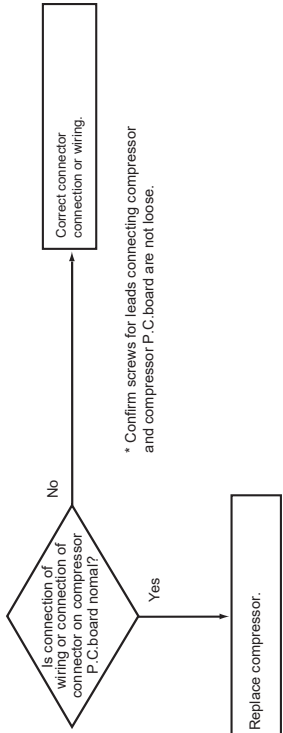 Is connection of
wiring or connection of
connector on compressor
P.C.board nomal?
No
Correct connector
connection or wiring.
* Confirm screws for leads connecting compressor
and compressor P.C.board are not loose.
Yes
Replace compressor.